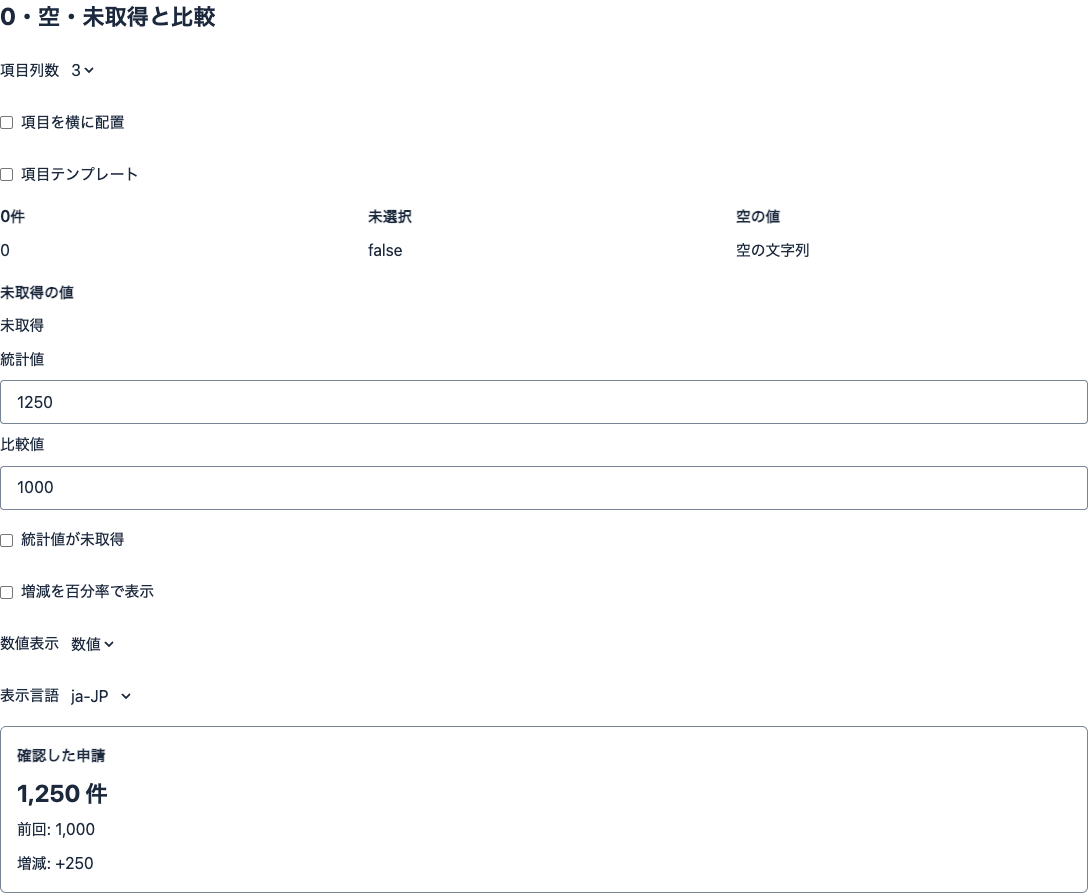 0・空・未取得と比較
項目列数 3
項目を横に配置
項目テンプレート
0件 未選択 空の値
0 false 空の文字列
未取得の値
未取得
統計値
1250
比較値
1000
統計値が未取得
増減を百分率で表示
数値表示 数値
表示言語 ja-JP
確認した申請
1,250 件
前回: 1,000
増減: +250